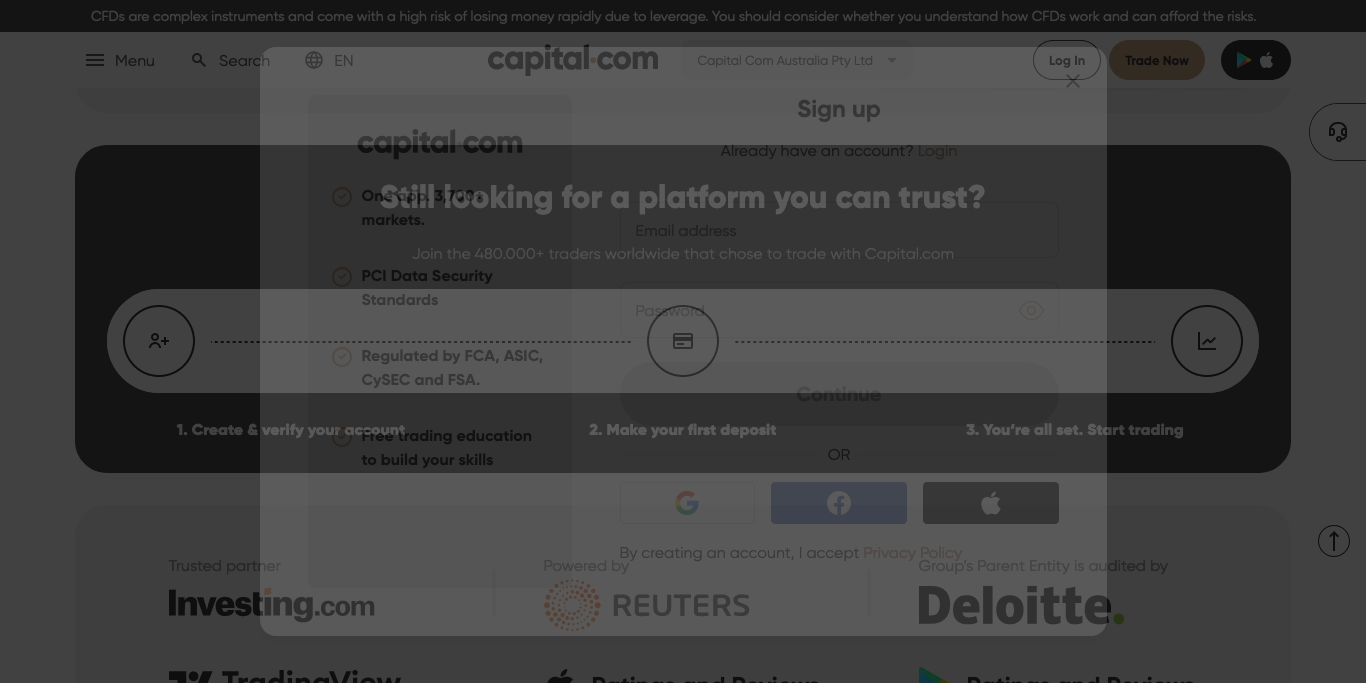 CFDs are complex instruments and come with a high risk of losing money rapidly due to leverage. You should consider whether you understand how CFDs work and can afford the risks.
Menu
Search
EN
capital.com
Capital Com Australia Pty Ltd
Log In
Trade Now
Sign up
capital.com
Already have an account? Login
One app. 3,700+
markets.
Still looking for a platform you can trust?
Email address
Join the 480.000+ traders worldwide that chose to trade with Capital.com
PCI Data Security
Standards
Password
Regulated by FCA, ASIC,
CySEC and FSA.
Continue
1. Create & verify your account
2. Make your first deposit
3. You're all set. Start trading
Free trading education
to build your skills
OR
By creating an account, I accept Privacy Policy
Trusted partner
Powered by
Group's Parent Entity is audited by
Investing.com
REUTERS
Deloitte.
TradingView
Ratings and Reviews
Ratings and Reviews